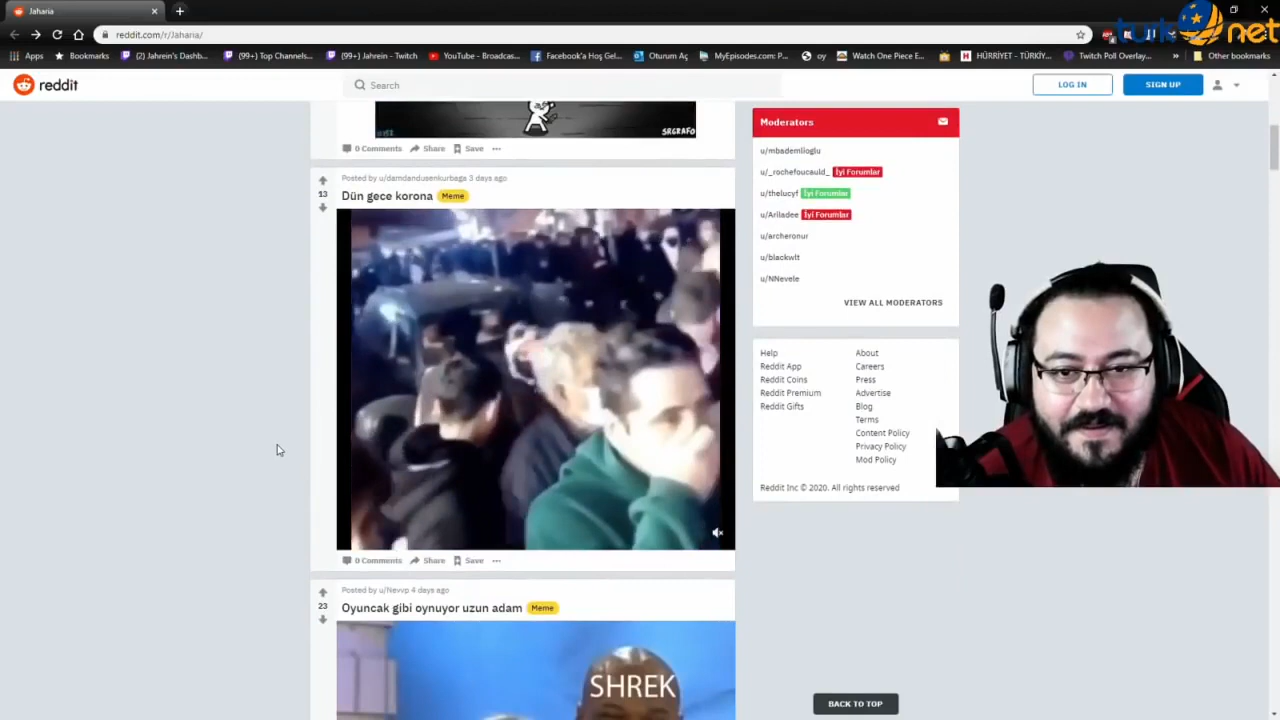 Jaharia
reddit.com/r/Jaharia/
turk net
Apps
Bookmarks
(2) Jahrein's Dashb...
(99+) Top Channels...
(99+) Jahrein - Twitch
YouTube - Broadcas...
Facebook'a Hoş Gel...
Oturum Aç
MyEpisodes.com: P...
oy
Watch One Piece E...
HÜRRİYET - TÜRKİY...
Twitch Poll Overlay...
Other bookmarks
reddit
Search
LOG IN
SIGN UP
SRGRAFO
0 Comments Share Save
Posted by u/damdandusenkurbaga 3 days ago
13
Dün gece korona Meme
0 Comments Share Save
Posted by u/Nevvp 4 days ago
23
Oyuncak gibi oynuyor uzun adam Meme
SHREK
Moderators
u/mbademlioglu
u/_rochefoucauld_ İyi Forumlar
u/thelucyf İyi Forumlar
u/Ariladee İyi Forumlar
u/archeronur
u/blackwlt
u/NNevele
VIEW ALL MODERATORS
Help
Reddit App
Reddit Coins
Reddit Premium
Reddit Gifts
About
Careers
Press
Advertise
Blog
Terms
Content Policy
Privacy Policy
Mod Policy
Reddit Inc © 2020. All rights reserved
BACK TO TOP